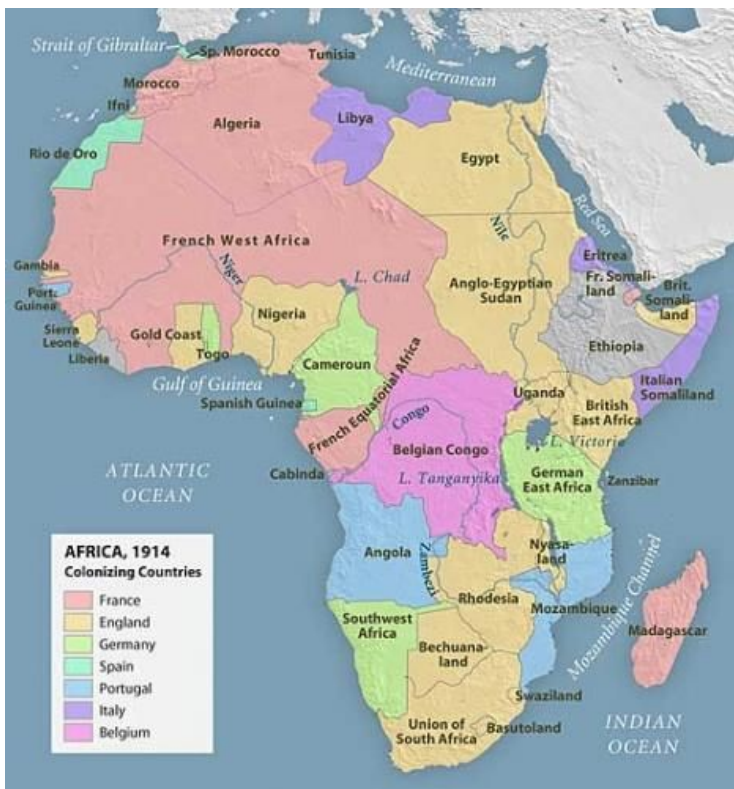 Strait of Gibraltar
Sp. Morocco
Tunisia
Mediterranean
Morocco
Ifni
Algeria
Libya
Rio de Oro
Egypt
Red Sea
Nile
French West Africa
Gambia
Port.
Guinea
Niger
L. Chad
Anglo-Egyptian
Sudan
Eritrea
Fr. Somali-
land
Brit.
Somali-
land
Sierra
Leone
Liberia
Gold Coast
Togo
Nigeria
Cameroun
Ethiopia
Gulf of Guinea
Spanish Guinea
French Equatorial Africa
Uganda
British
East Africa
Italian
Somaliland
Congo
Belgian Congo
L. Victoria
Cabinda
L. Tanganyika
German
East Africa
Zanzibar
ATLANTIC
OCEAN
Angola
Zambezi
Nyasa-
land
Rhodesia
Mozambique
Mozambique Channel
Madagascar
Southwest
Africa
Bechuana-
land
Swaziland
Union of
South Africa
Basutoland
INDIAN
OCEAN
AFRICA, 1914
Colonizing Countries
France
England
Germany
Spain
Portugal
Italy
Belgium